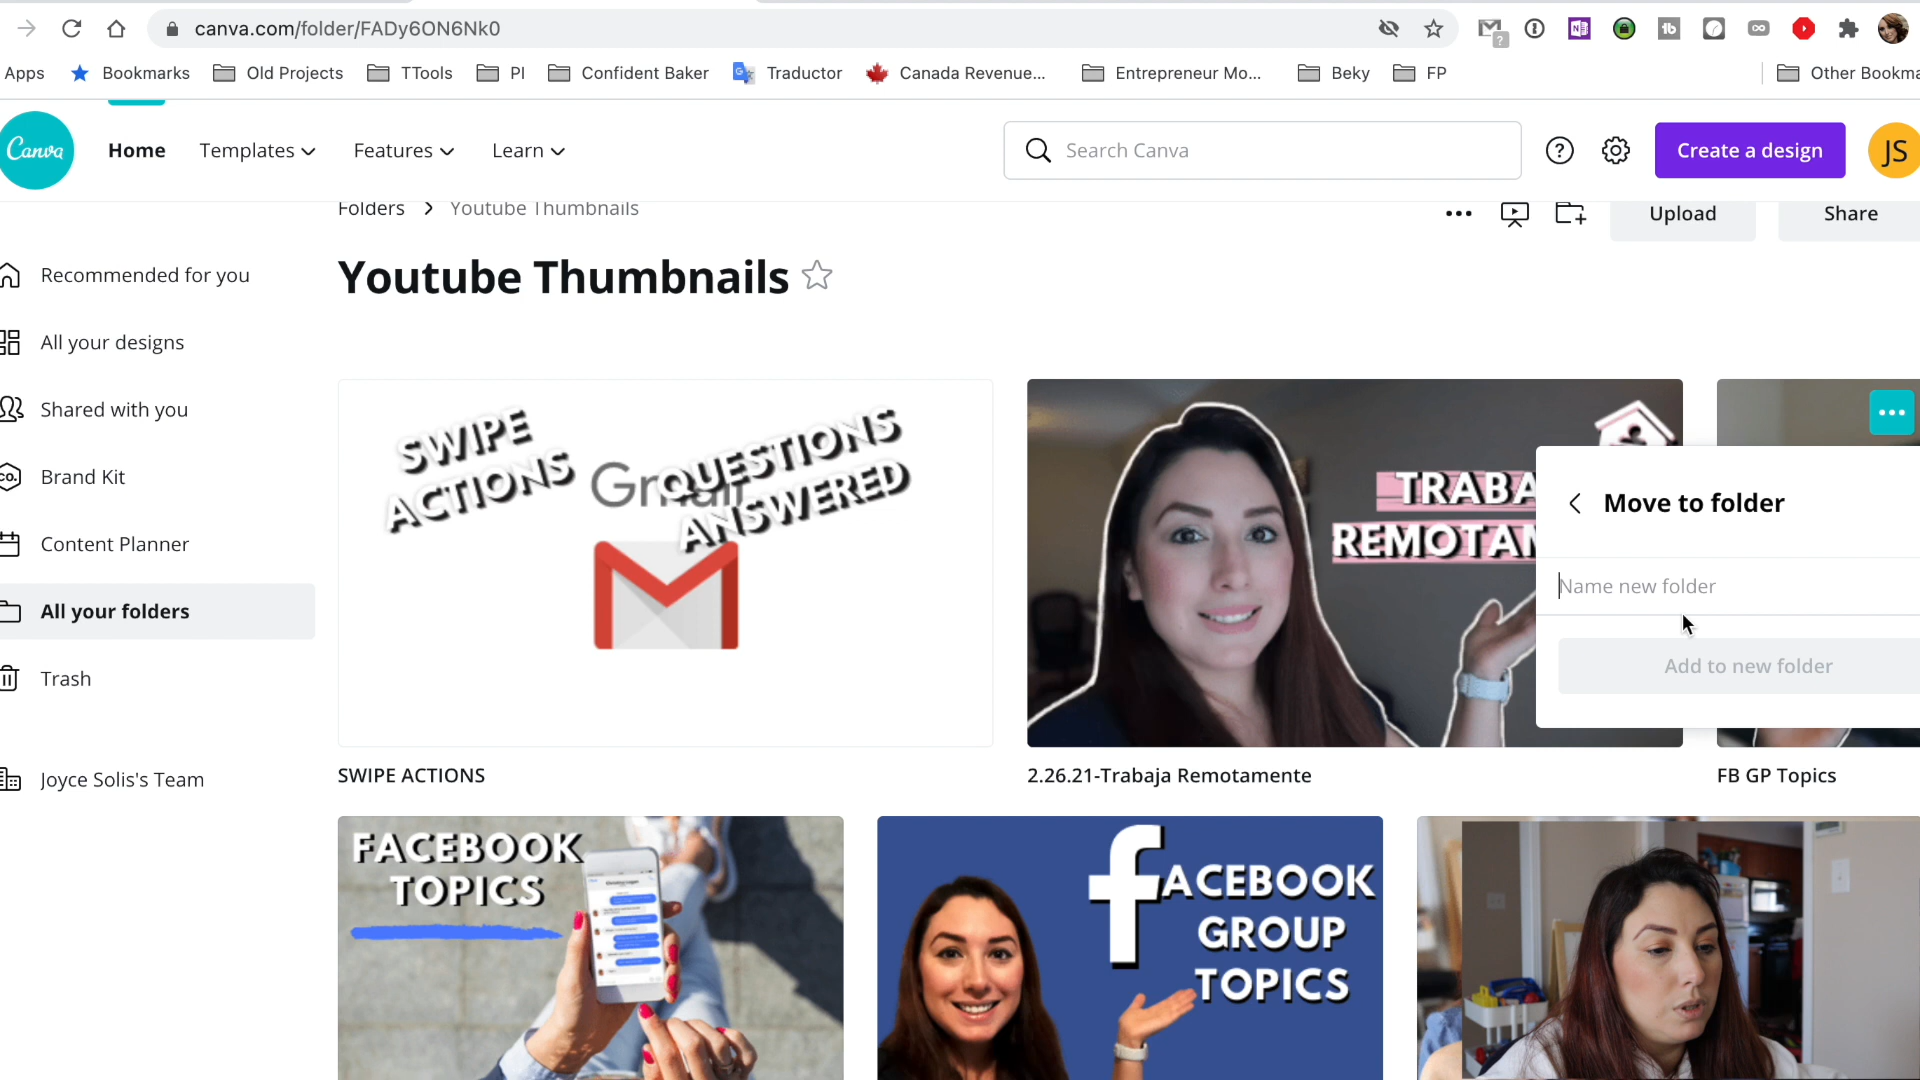 canva.com/folder/FADy6ON6Nk0
Apps Bookmarks Old Projects TTools PI Confident Baker Traductor Canada Revenue... Entrepreneur Mo... Beky FP Other Bookma
Canva Home Templates Features Learn Search Canva Create a design JS
Folders > Youtube Thumbnails
Upload Share
Youtube Thumbnails
Recommended for you
All your designs
Shared with you
Brand Kit
Content Planner
All your folders
Trash
Joyce Solis's Team
SWIPE
ACTIONS
Gmail
QUESTIONS
ANSWERED
TRABA
REMOTAM
Move to folder
Name new folder
Add to new folder
SWIPE ACTIONS
2.26.21-Trabaja Remotamente
FB GP Topics
FACEBOOK
TOPICS
FACEBOOK
GROUP
TOPICS